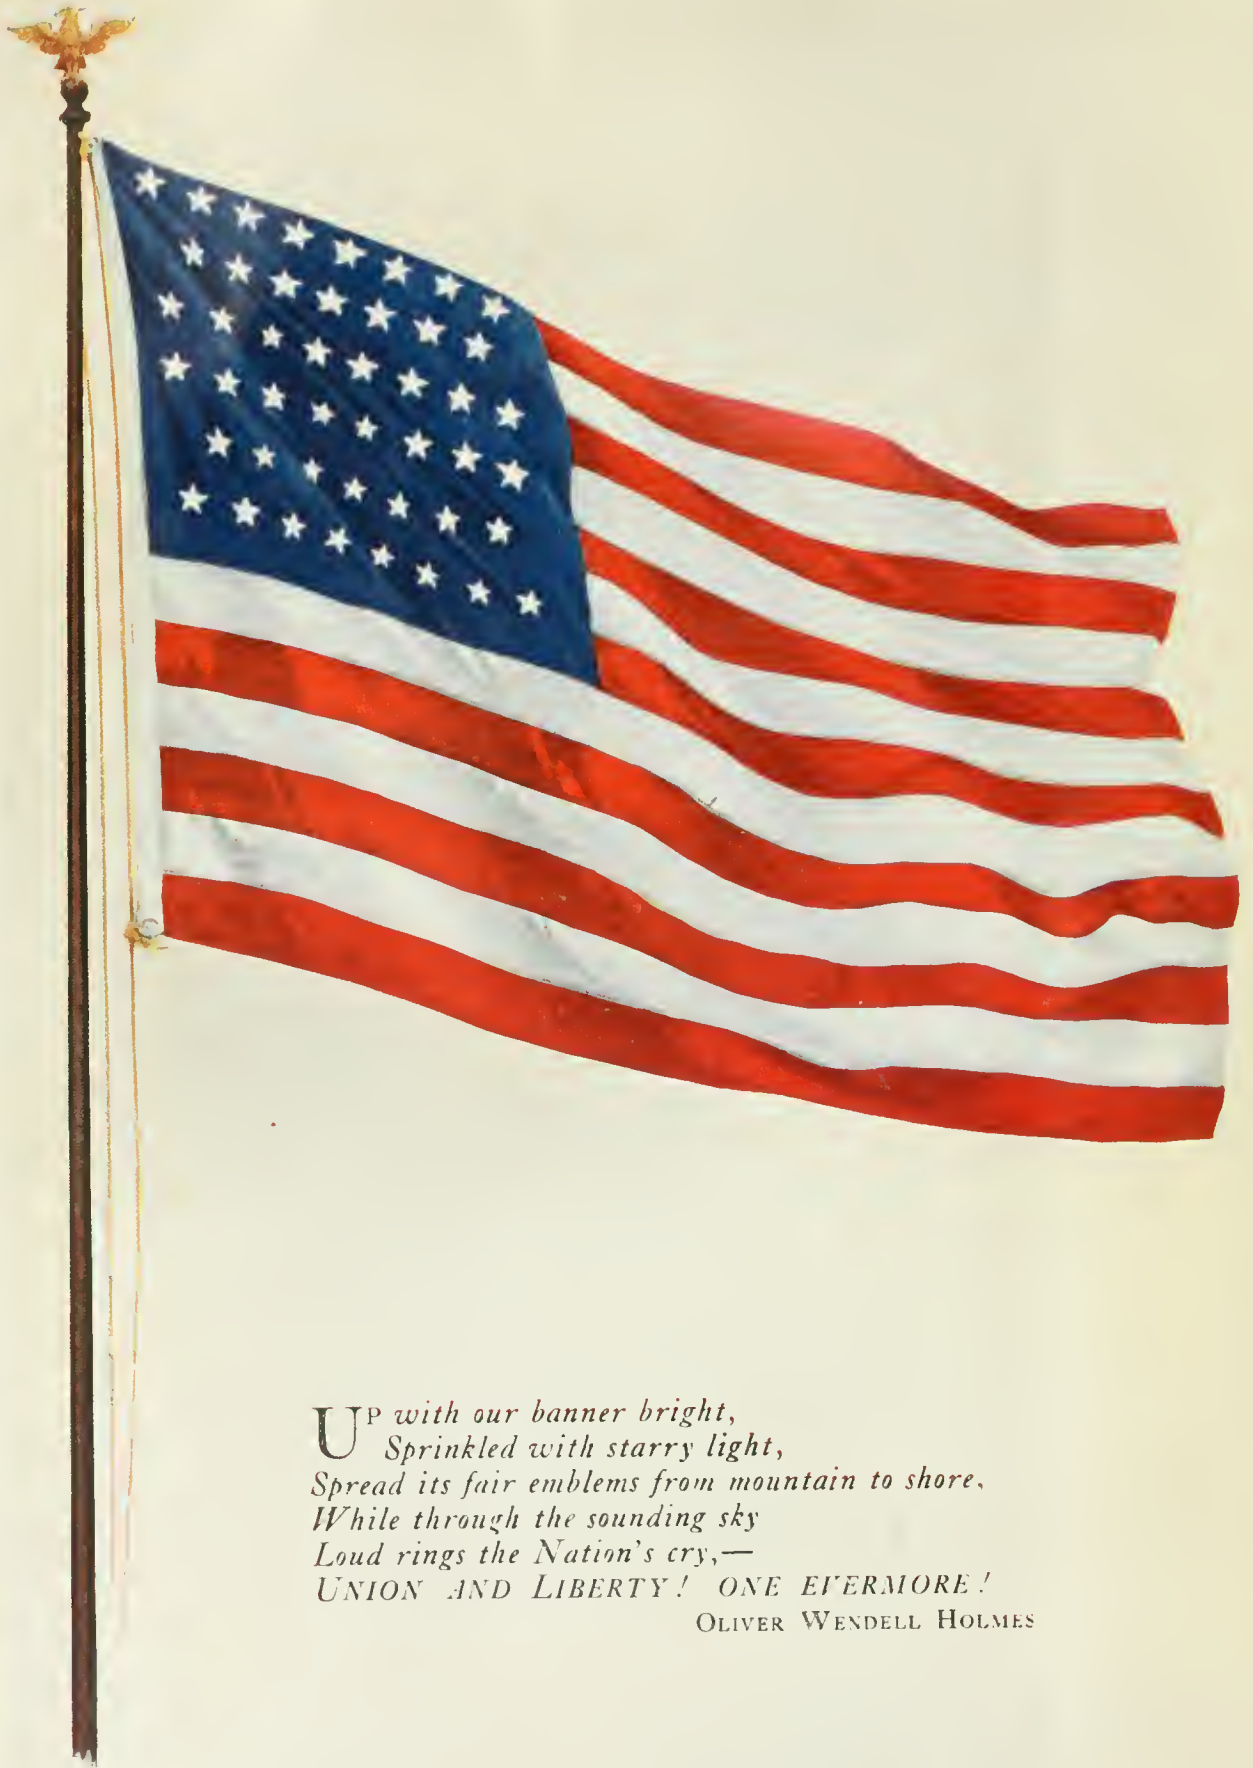 UP with our banner bright,
Sprinkled with starry light,
Spread its fair emblems from mountain to shore,
While through the sounding sky
Loud rings the Nation's cry,—
UNION AND LIBERTY! ONE EVERMORE!
OLIVER WENDELL HOLMES